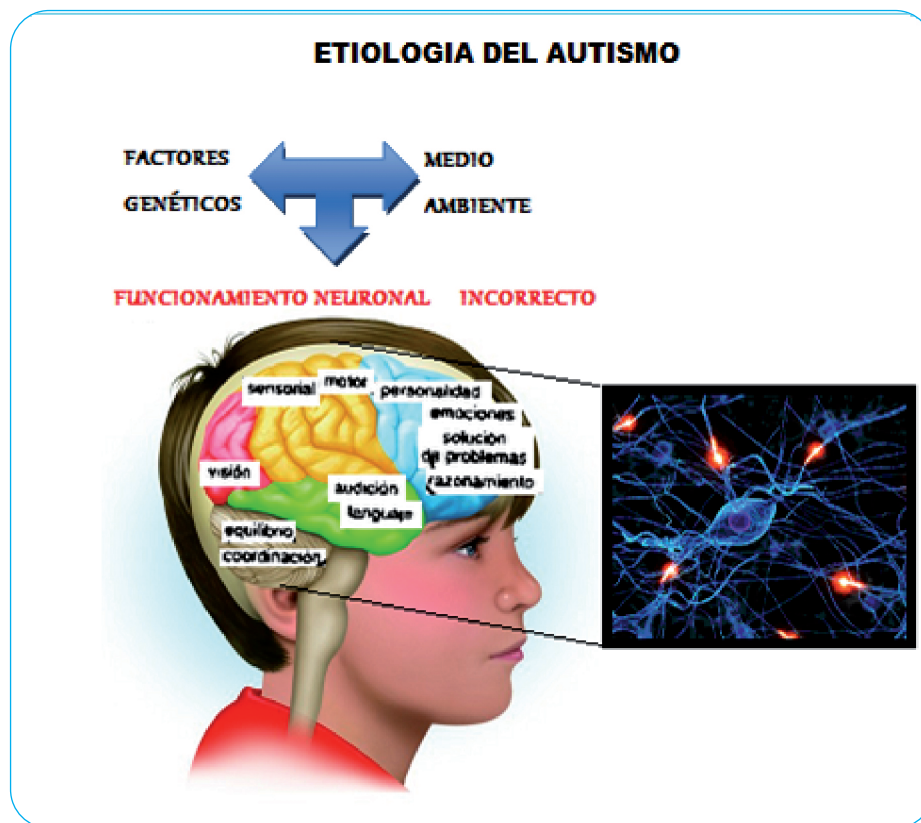 ETIOLOGIA DEL AUTISMO
FACTORES
GENÉTICOS
MEDIO
AMBIENTE
FUNCIONAMIENTO NEURONAL INCORRECTO
sensorial
motor
personalidad
emociones
solución
de problemas
razonamiento
visión
audición
lenguaje
equilibrio
coordinación